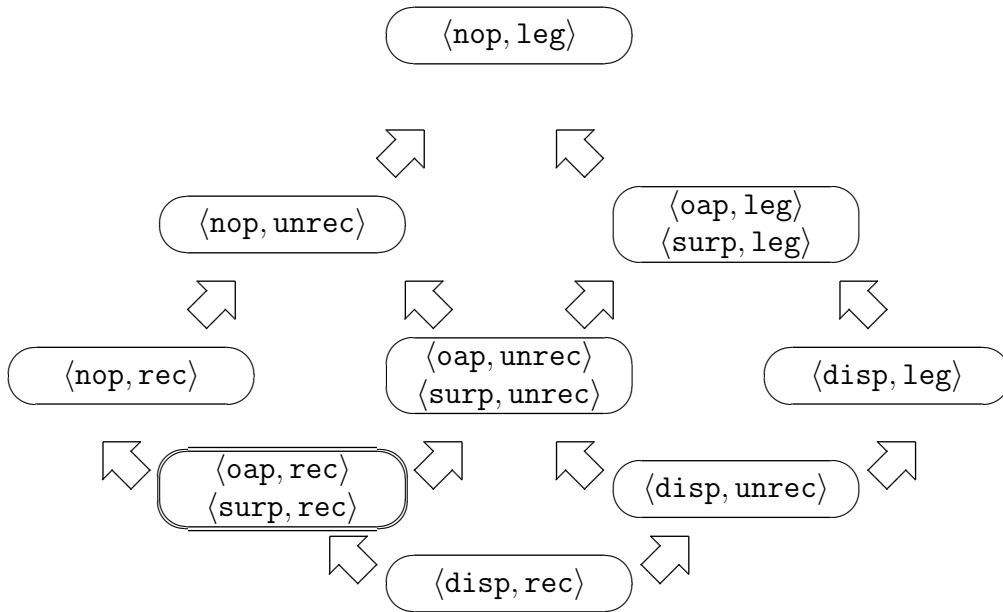 ⟨nop, leg⟩
⟨nop, unrec⟩
⟨oap, leg⟩
⟨surp, leg⟩
⟨nop, rec⟩
⟨oap, unrec⟩
⟨surp, unrec⟩
⟨disp, leg⟩
⟨oap, rec⟩
⟨surp, rec⟩
⟨disp, unrec⟩
⟨disp, rec⟩